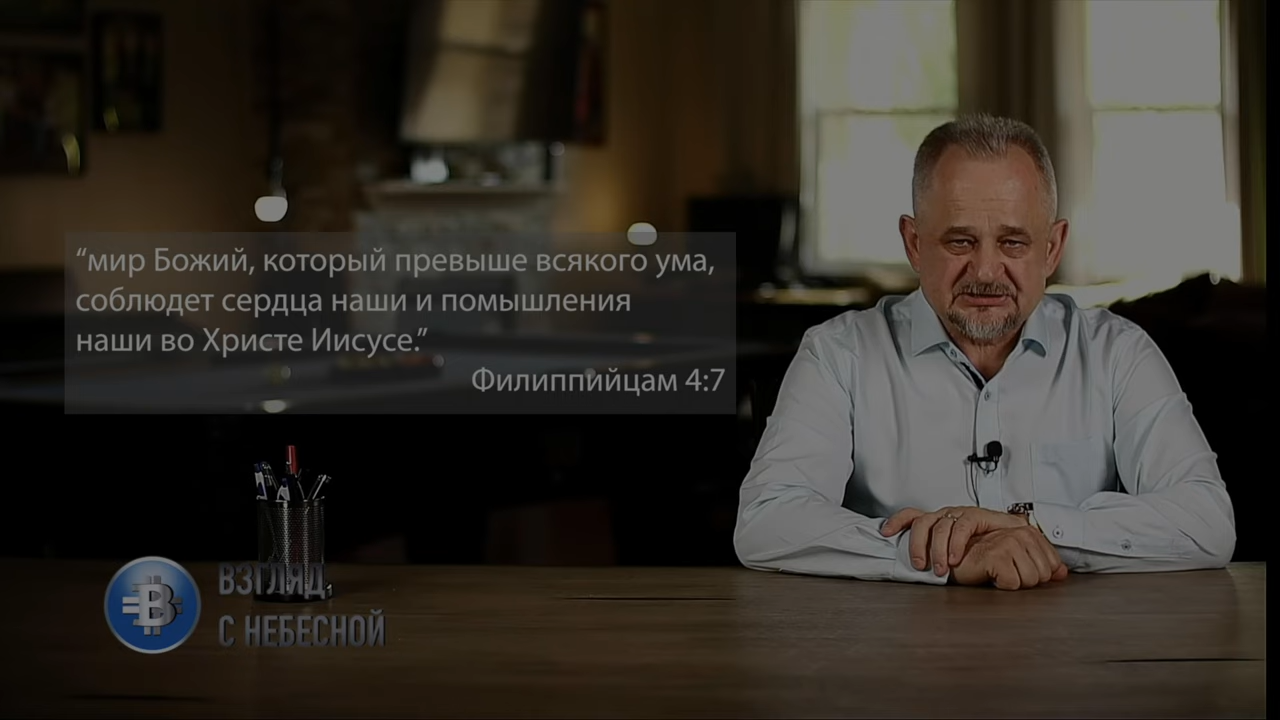 “мир Божий, который превыше всякого ума,
соблюдет сердца наши и помышления
наши во Христе Иисусе.”
Филиппийцам 4:7
ВЗГЛЯД
С НЕБЕСНОЙ